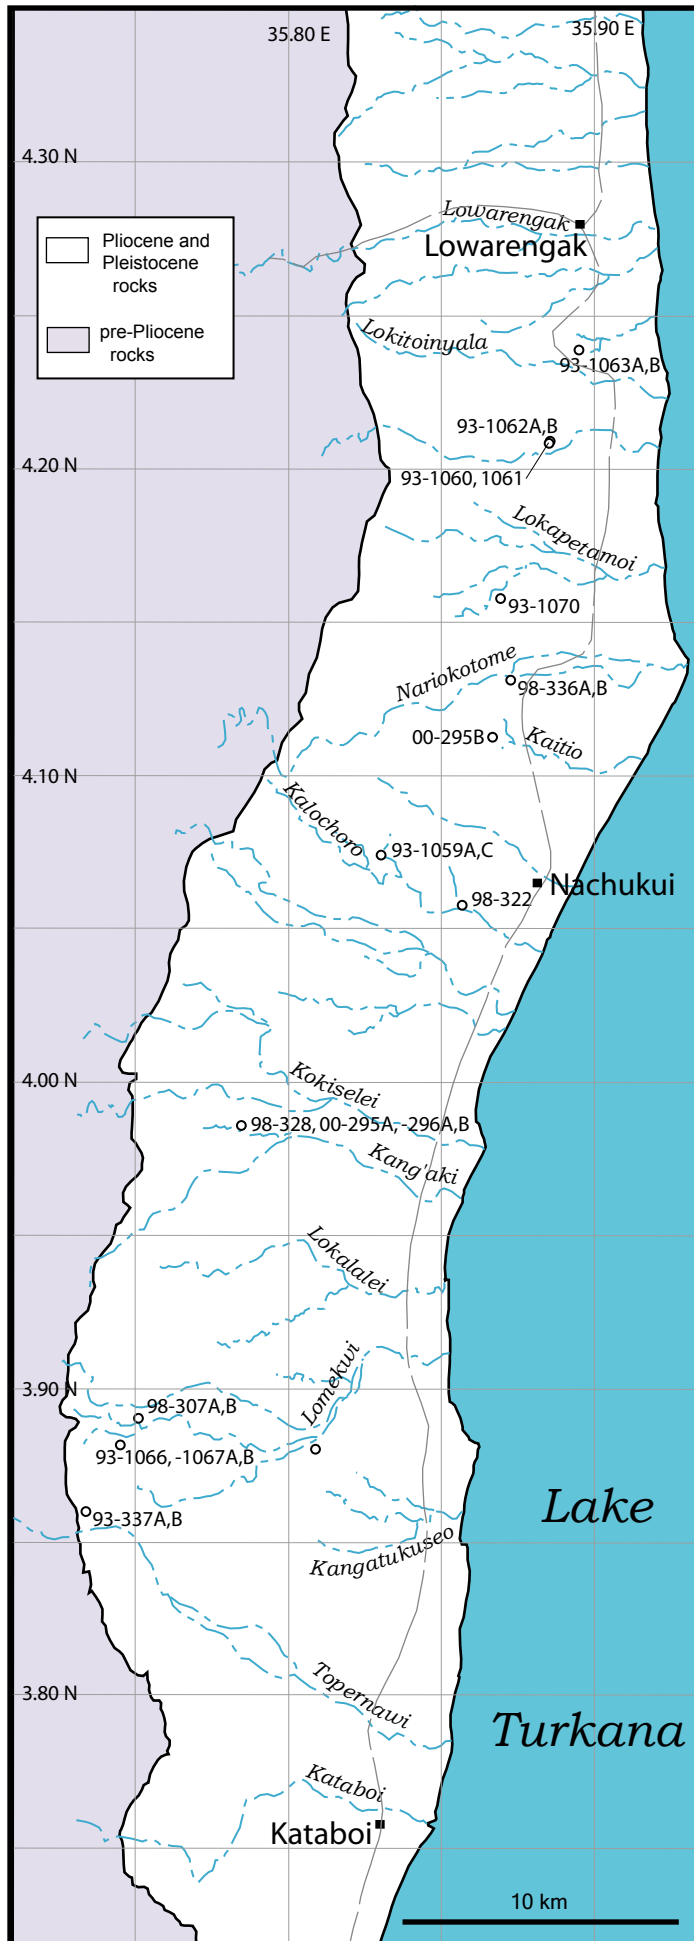 35.80 E
35.90 E
4.30 N
Lowarengak
Lowarengak
Pliocene and
Pleistocene
rocks
pre-Pliocene
rocks
Lokitoinyala
93-1063A,B
93-1062A,B
4.20 N
93-1060, 1061
Lokapetamoi
93-1070
Nariokotome
98-336A,B
00-295B
Kaitio
4.10 N
Kalochoro
93-1059A,C
98-322
Nachukui
4.00 N
Kokiselei
98-328, 00-295A, -296A,B
Kang'aki
Lokalalei
3.90 N
98-307A,B
Lomekwi
93-1066, -1067A,B
93-337A,B
Lake
Kangatukuseo
3.80 N
Topernawi
Turkana
Kataboi
Kataboi
10 km